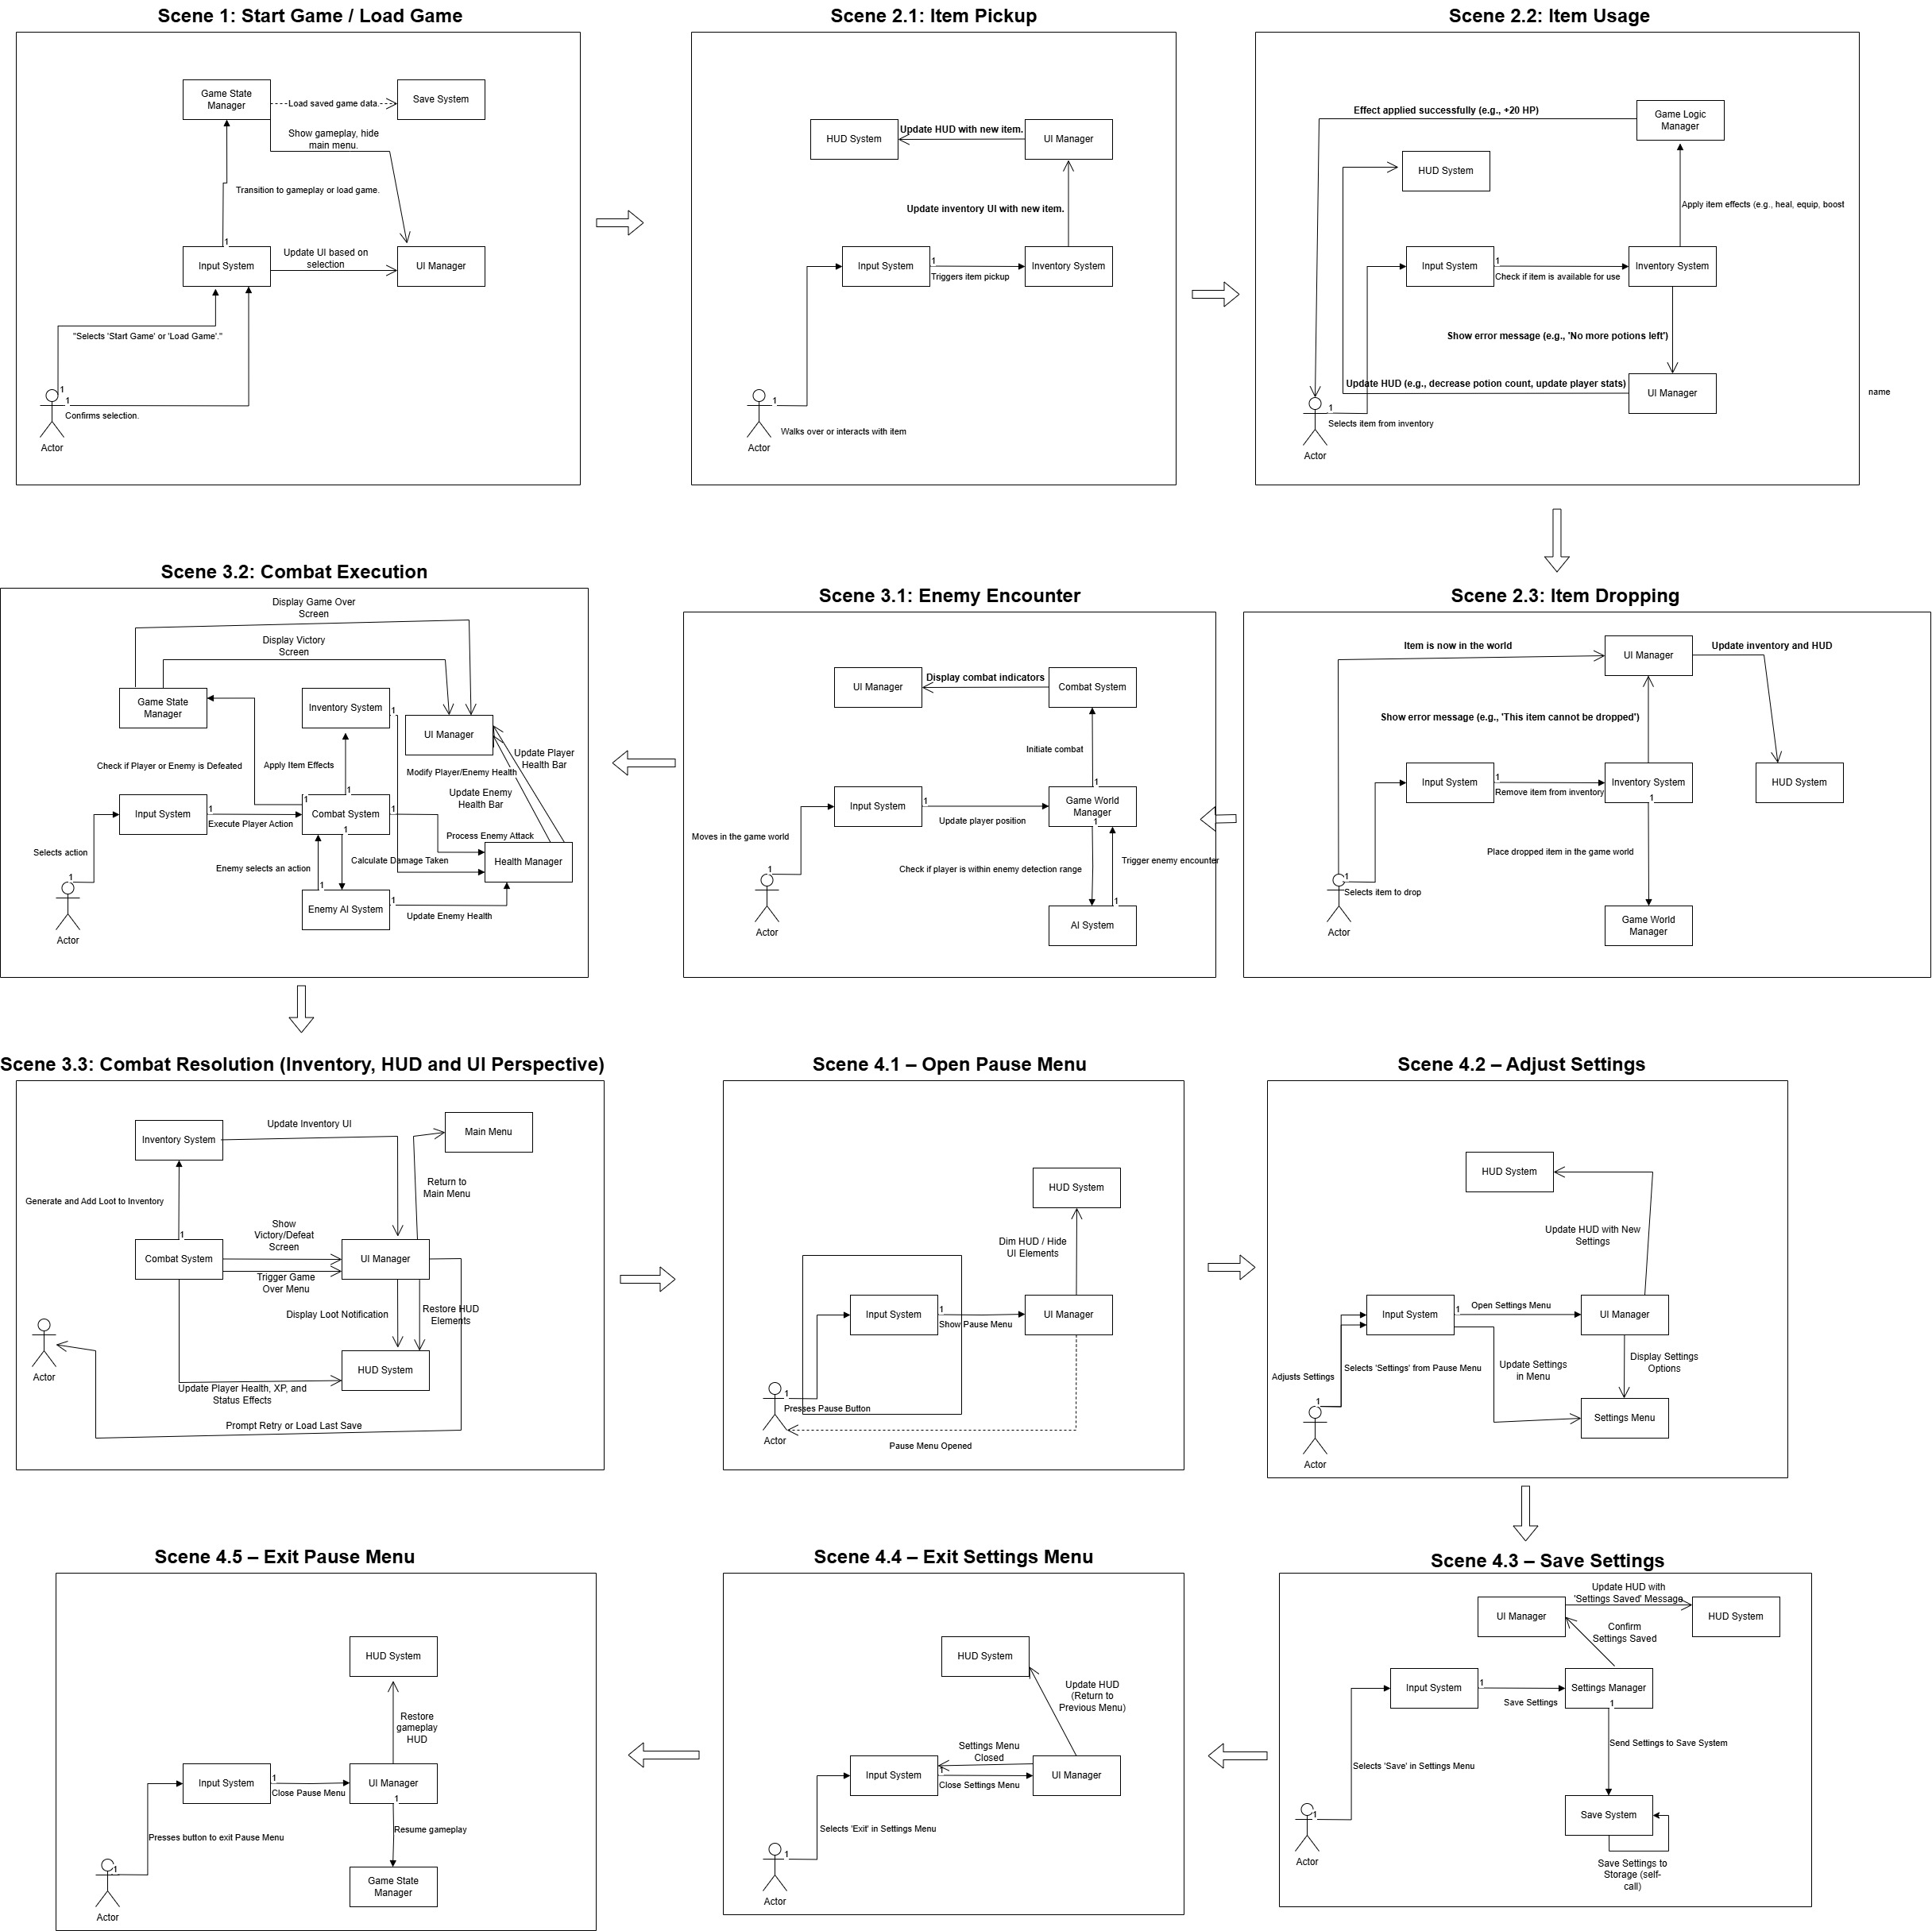 Scene 1: Start Game / Load Game
Game State
Manager
Load saved game data.
Save System
Show gameplay, hide
main menu.
Transition to gameplay or load game.
1
Input System
Update UI based on
selection
UI Manager
"Selects 'Start Game' or 'Load Game'."
1
1
Confirms selection.
Actor
Scene 2.1: Item Pickup
HUD System
Update HUD with new item.
UI Manager
Update inventory UI with new item.
Input System
1
Triggers item pickup
Inventory System
1
Walks over or interacts with item
Actor
Scene 2.2: Item Usage
Effect applied successfully (e.g., +20 HP)
Game Logic
Manager
HUD System
Apply item effects (e.g., heal, equip, boost
Input System
1
Check if item is available for use
Inventory System
Show error message (e.g., 'No more potions left')
Update HUD (e.g., decrease potion count, update player stats)
UI Manager
1
Selects item from inventory
Actor
name
Scene 3.2: Combat Execution
Display Game Over
Screen
Display Victory
Screen
Game State
Manager
Inventory System
1
UI Manager
Update Player
Health Bar
Check if Player or Enemy is Defeated
Apply Item Effects
Modify Player/Enemy Health
Update Enemy
Health Bar
1
1
Input System
1
Execute Player Action
Combat System
1
1
Process Enemy Attack
Selects action
Enemy selects an action
Calculate Damage Taken
Health Manager
1
1
Enemy AI System
1
Update Enemy Health
Actor
Scene 3.1: Enemy Encounter
UI Manager
Display combat indicators
Combat System
Initiate combat
1
Input System
1
Update player position
Game World
Manager
1
Moves in the game world
Check if player is within enemy detection range
Trigger enemy encounter
1
1
AI System
Actor
Scene 2.3: Item Dropping
Item is now in the world
UI Manager
Update inventory and HUD
Show error message (e.g., 'This item cannot be dropped')
Input System
1
Remove item from inventory
Inventory System
1
HUD System
Place dropped item in the game world
1
Selects item to drop
Game World
Manager
Actor
Scene 3.3: Combat Resolution (Inventory, HUD and UI Perspective)
Inventory System
Update Inventory UI
Main Menu
Return to
Main Menu
Generate and Add Loot to Inventory
1
Show
Victory/Defeat
Screen
Combat System
UI Manager
Trigger Game
Over Menu
Display Loot Notification
Restore HUD
Elements
HUD System
Actor
Update Player Health, XP, and
Status Effects
Prompt Retry or Load Last Save
Scene 4.1 – Open Pause Menu
HUD System
Dim HUD / Hide
UI Elements
Input System
1
Show Pause Menu
UI Manager
1
Presses Pause Button
Actor
Pause Menu Opened
Scene 4.2 – Adjust Settings
HUD System
Update HUD with New
Settings
Input System
1
Open Settings Menu
UI Manager
Adjusts Settings
Selects 'Settings' from Pause Menu
Update Settings
in Menu
Display Settings
Options
1
Settings Menu
Actor
Scene 4.5 – Exit Pause Menu
HUD System
Restore
gameplay
HUD
Input System
1
Close Pause Menu
UI Manager
1
Resume gameplay
Presses button to exit Pause Menu
1
Game State
Manager
Actor
Scene 4.4 – Exit Settings Menu
HUD System
Update HUD
(Return to
Previous Menu)
Settings Menu
Closed
Input System
1
Close Settings Menu
UI Manager
Selects 'Exit' in Settings Menu
1
Actor
Scene 4.3 – Save Settings
Update HUD with
'Settings Saved' Message
UI Manager
HUD System
Confirm
Settings Saved
Input System
1
Save Settings
Settings Manager
1
Send Settings to Save System
Selects 'Save' in Settings Menu
1
Save System
Actor
Save Settings to
Storage (self-
call)